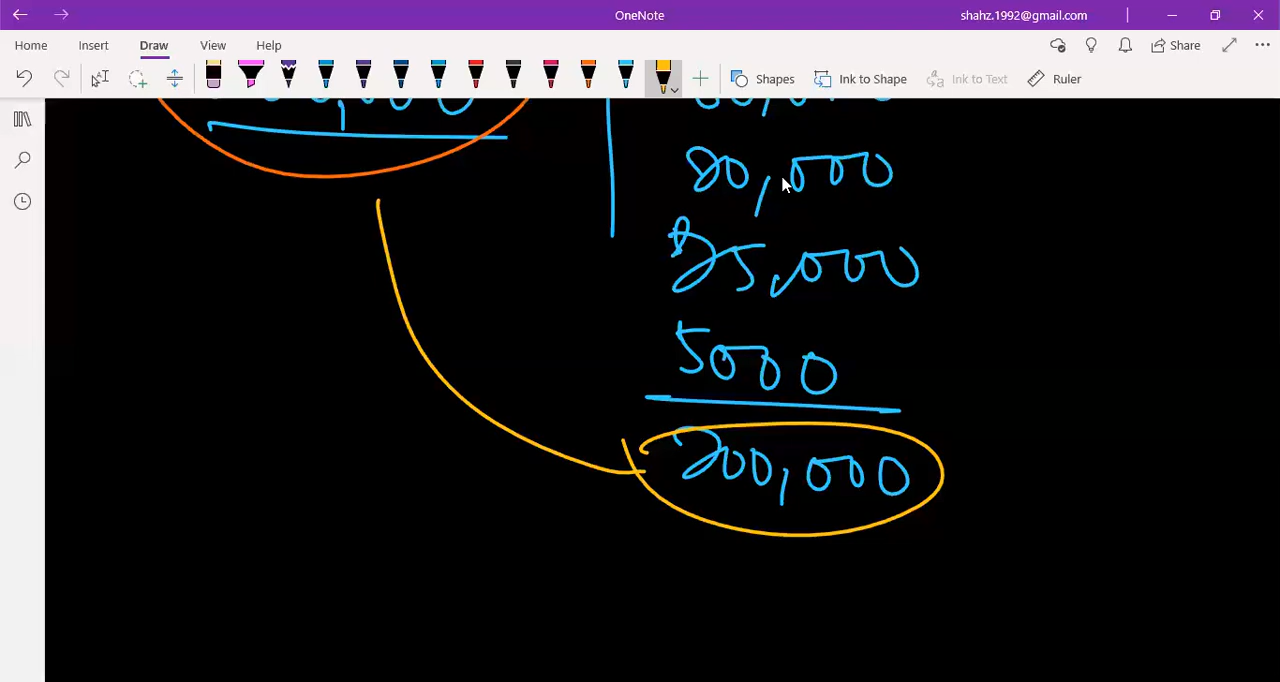 OneNote
shahz.1992@gmail.com
Home Insert Draw View Help
Share
Shapes Ink to Shape Ink to Text Ruler
80,000
25,000
5000
200,000